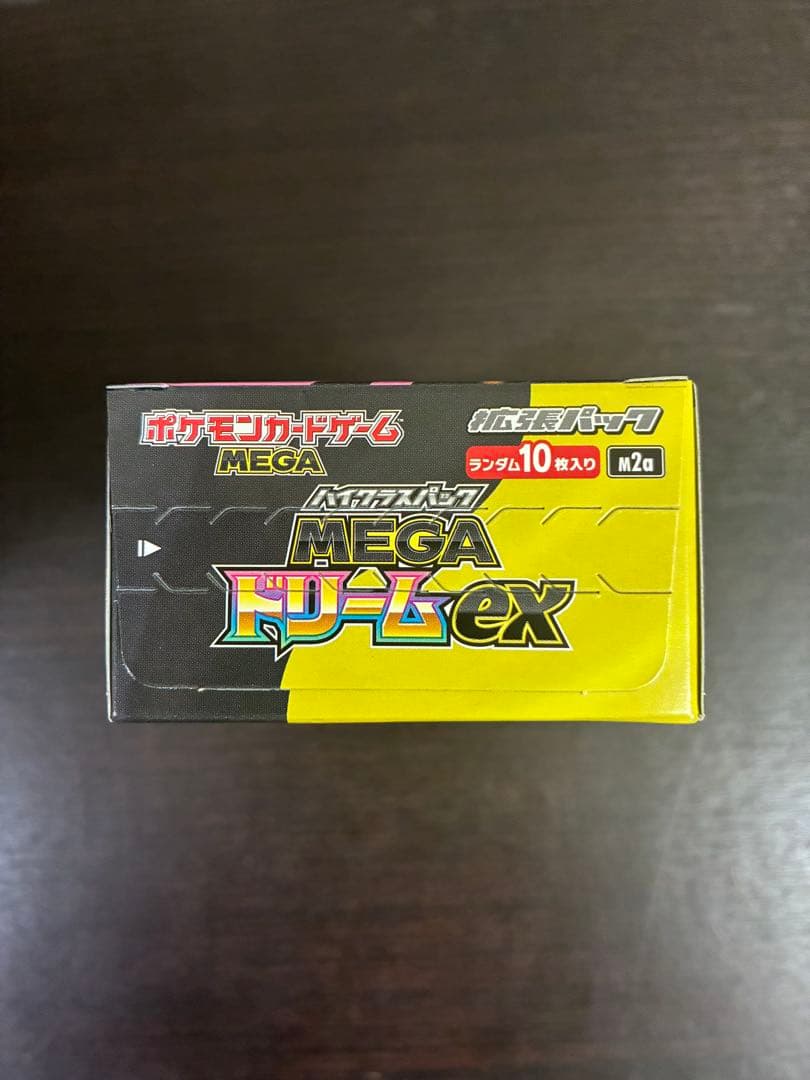 ポケモンカードゲーム
MEGA
拡張パック
ランダム10枚入り
M2a
ハイクラスパック
MEGA
ドリームex